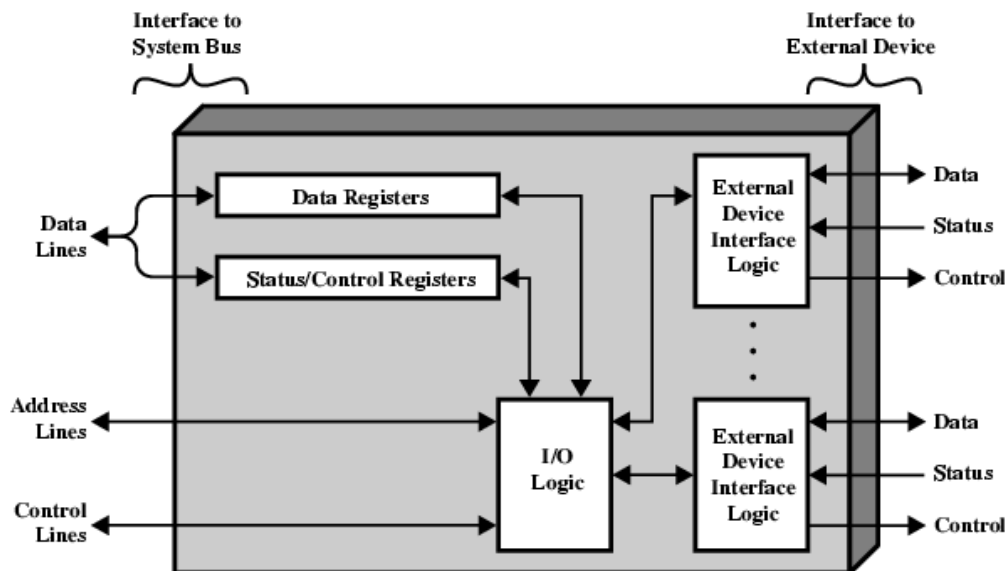 Interface to
System Bus
Interface to
External Device
Data Registers
Status/Control Registers
Data
Lines
Address
Lines
Control
Lines
I/O
Logic
External
Device
Interface
Logic
Data
Status
Control
External
Device
Interface
Logic
Data
Status
Control